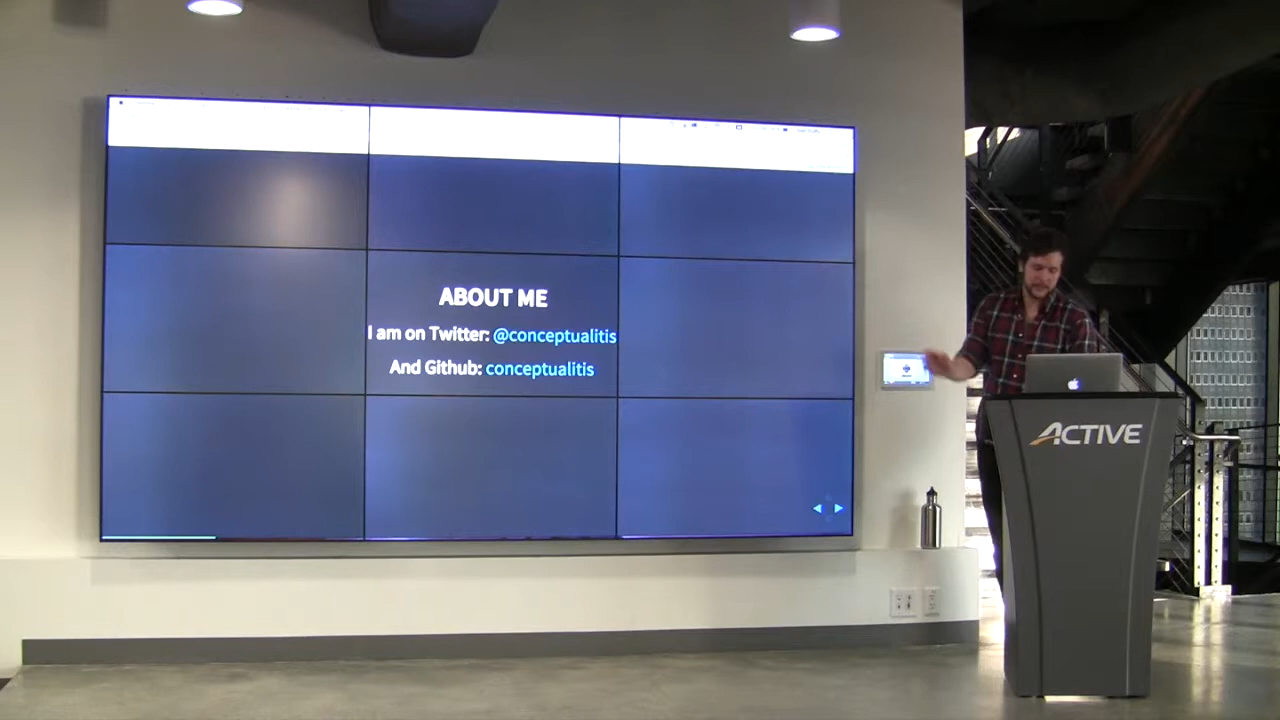 ABOUT ME
I am on Twitter: @conceptualitis
And Github: conceptualitis
ACTIVE